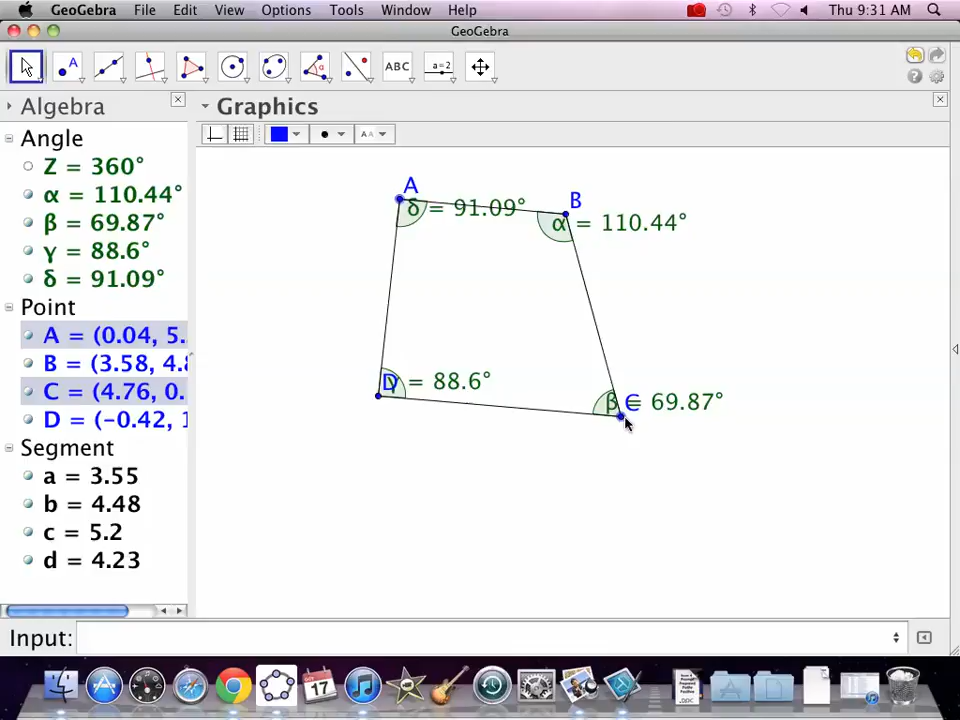 GeoGebra File Edit View Options Tools Window Help Thu 9:31 AM
GeoGebra
A ABC a=2
Algebra
Graphics
AA
Angle
Z = 360°
α = 110.44°
β = 69.87°
γ = 88.6°
δ = 91.09°
Point
A = (0.04, 5.
B = (3.58, 4.8
C = (4.76, 0.
D = (−0.42, 1
Segment
a = 3.55
b = 4.48
c = 5.2
d = 4.23
A
B
δ = 91.09°
α = 110.44°
D
γ = 88.6°
C
β = 69.87°
Input:
17